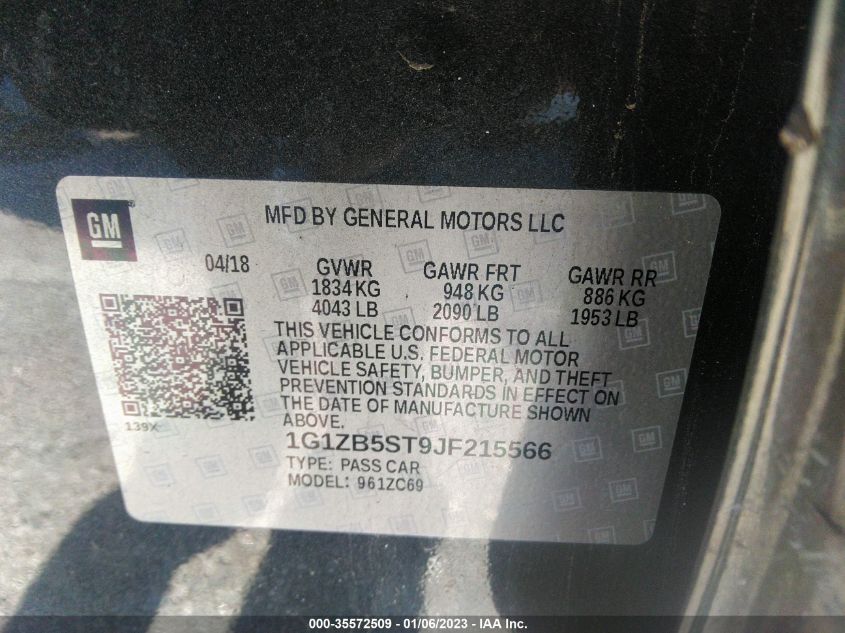 GM
MFD BY GENERAL MOTORS LLC
04/18 GVWR GAWR FRT GAWR RR
1834 KG 948 KG 886 KG
4043 LB 2090 LB 1953 LB
THIS VEHICLE CONFORMS TO ALL
APPLICABLE U.S. FEDERAL MOTOR
VEHICLE SAFETY, BUMPER, AND THEFT
PREVENTION STANDARDS IN EFFECT ON
THE DATE OF MANUFACTURE SHOWN
ABOVE.
139X
1G1ZB5ST9JF215566
TYPE: PASS CAR
MODEL: 961ZC69
000-35572509 - 01/06/2023 - IAA Inc.